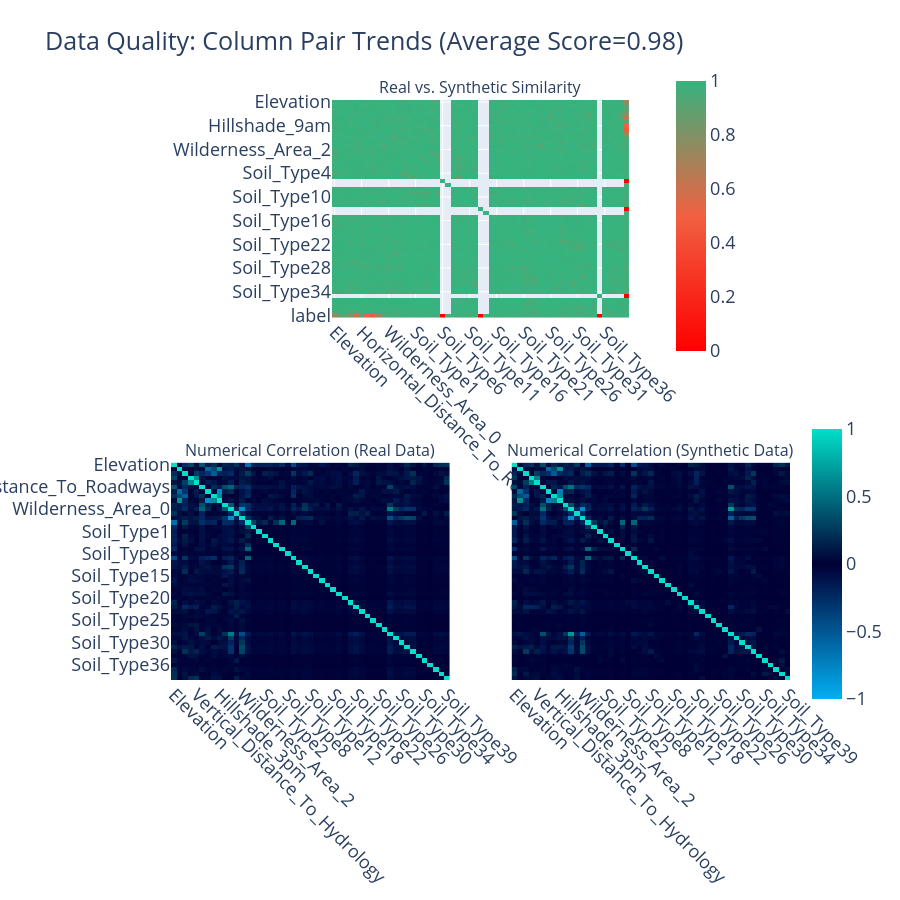 Data Quality: Column Pair Trends (Average Score=0.98)
Real vs. Synthetic Similarity
Elevation
Hillshade_9am
Wilderness_Area_2
Soil_Type4
Soil_Type10
Soil_Type16
Soil_Type22
Soil_Type28
Soil_Type34
label
Elevation
Horizontal_Distance_To_R
Wilderness_Area_0
Soil_Type1
Soil_Type6
Soil_Type11
Soil_Type16
Soil_Type21
Soil_Type26
Soil_Type31
Soil_Type36
1
0.8
0.6
0.4
0.2
0
Numerical Correlation (Real Data)
Elevation
stance_To_Roadways
Wilderness_Area_0
Soil_Type1
Soil_Type8
Soil_Type15
Soil_Type20
Soil_Type25
Soil_Type30
Soil_Type36
Elevation
Vertical_Distance_To_Hydrology
Hillshade_3pm
Wilderness_Area_2
Soil_Type2
Soil_Type8
Soil_Type12
Soil_Type18
Soil_Type22
Soil_Type26
Soil_Type30
Soil_Type34
Soil_Type39
Numerical Correlation (Synthetic Data)
Elevation
Vertical_Distance_To_Hydrology
Hillshade_3pm
Wilderness_Area_2
Soil_Type2
Soil_Type8
Soil_Type12
Soil_Type18
Soil_Type22
Soil_Type26
Soil_Type30
Soil_Type34
Soil_Type39
1
0.5
0
−0.5
−1